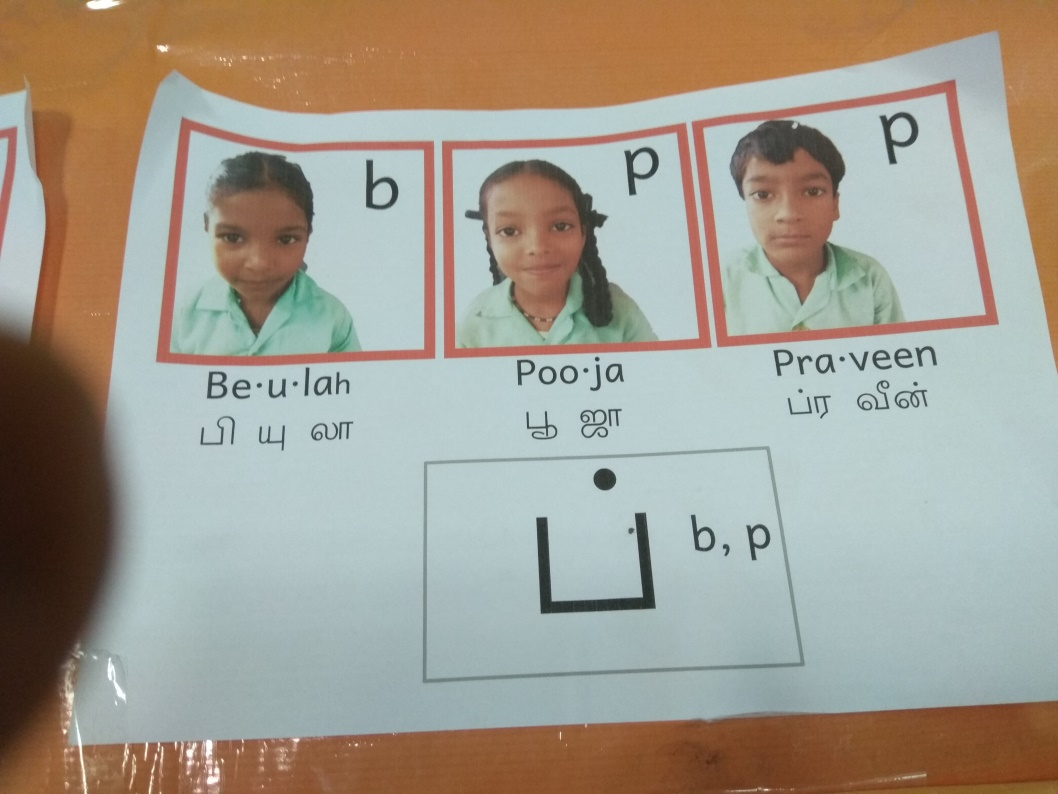 b
p
p
Be·u·lah
பி யு லா
Poo·ja
பூ ஜா
Pra·veen
ப்ர வீன்
ப்
b, p